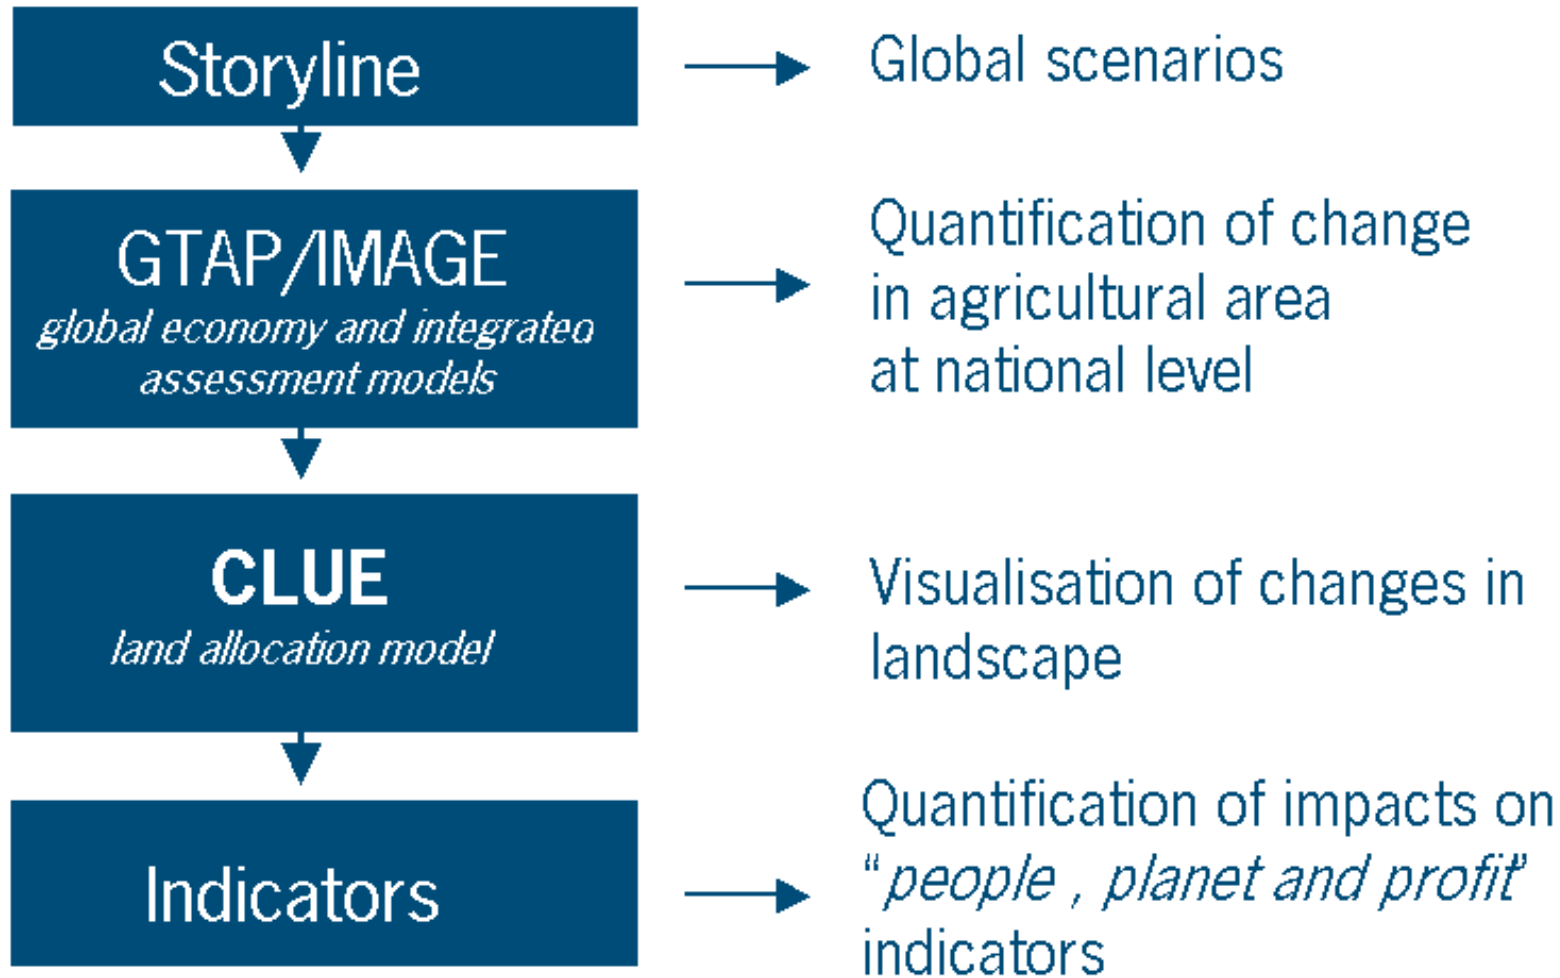 Storyline
Global scenarios
GTAP/IMAGE
global economy and integrated
assessment models
Quantification of change
in agricultural area
at national level
CLUE
land allocation model
Visualisation of changes in
landscape
Indicators
Quantification of impacts on
“people , planet and profit”
indicators